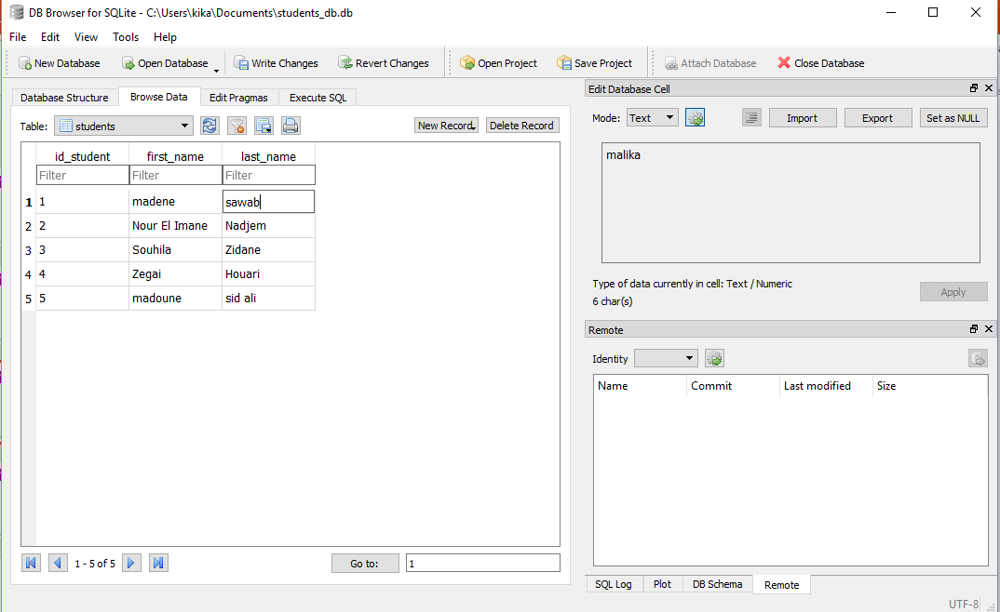 DB Browser for SQLite - C:\Users\kika\Documents\students_db.db
File Edit View Tools Help
New Database Open Database Write Changes Revert Changes Open Project Save Project Attach Database Close Database
Database Structure Browse Data Edit Pragmas Execute SQL
Table: students New Record Delete Record
id_student first_name last_name
Filter Filter Filter
1 1 madene sawab
2 2 Nour El Imane Nadjem
3 3 Souhila Zidane
4 4 Zegai Houari
5 5 madoune sid ali
1 - 5 of 5 Go to: 1
Edit Database Cell
Mode: Text Import Export Set as NULL
malika
Type of data currently in cell: Text / Numeric
6 char(s)
Apply
Remote
Identity
Name Commit Last modified Size
SQL Log Plot DB Schema Remote
UTF-8